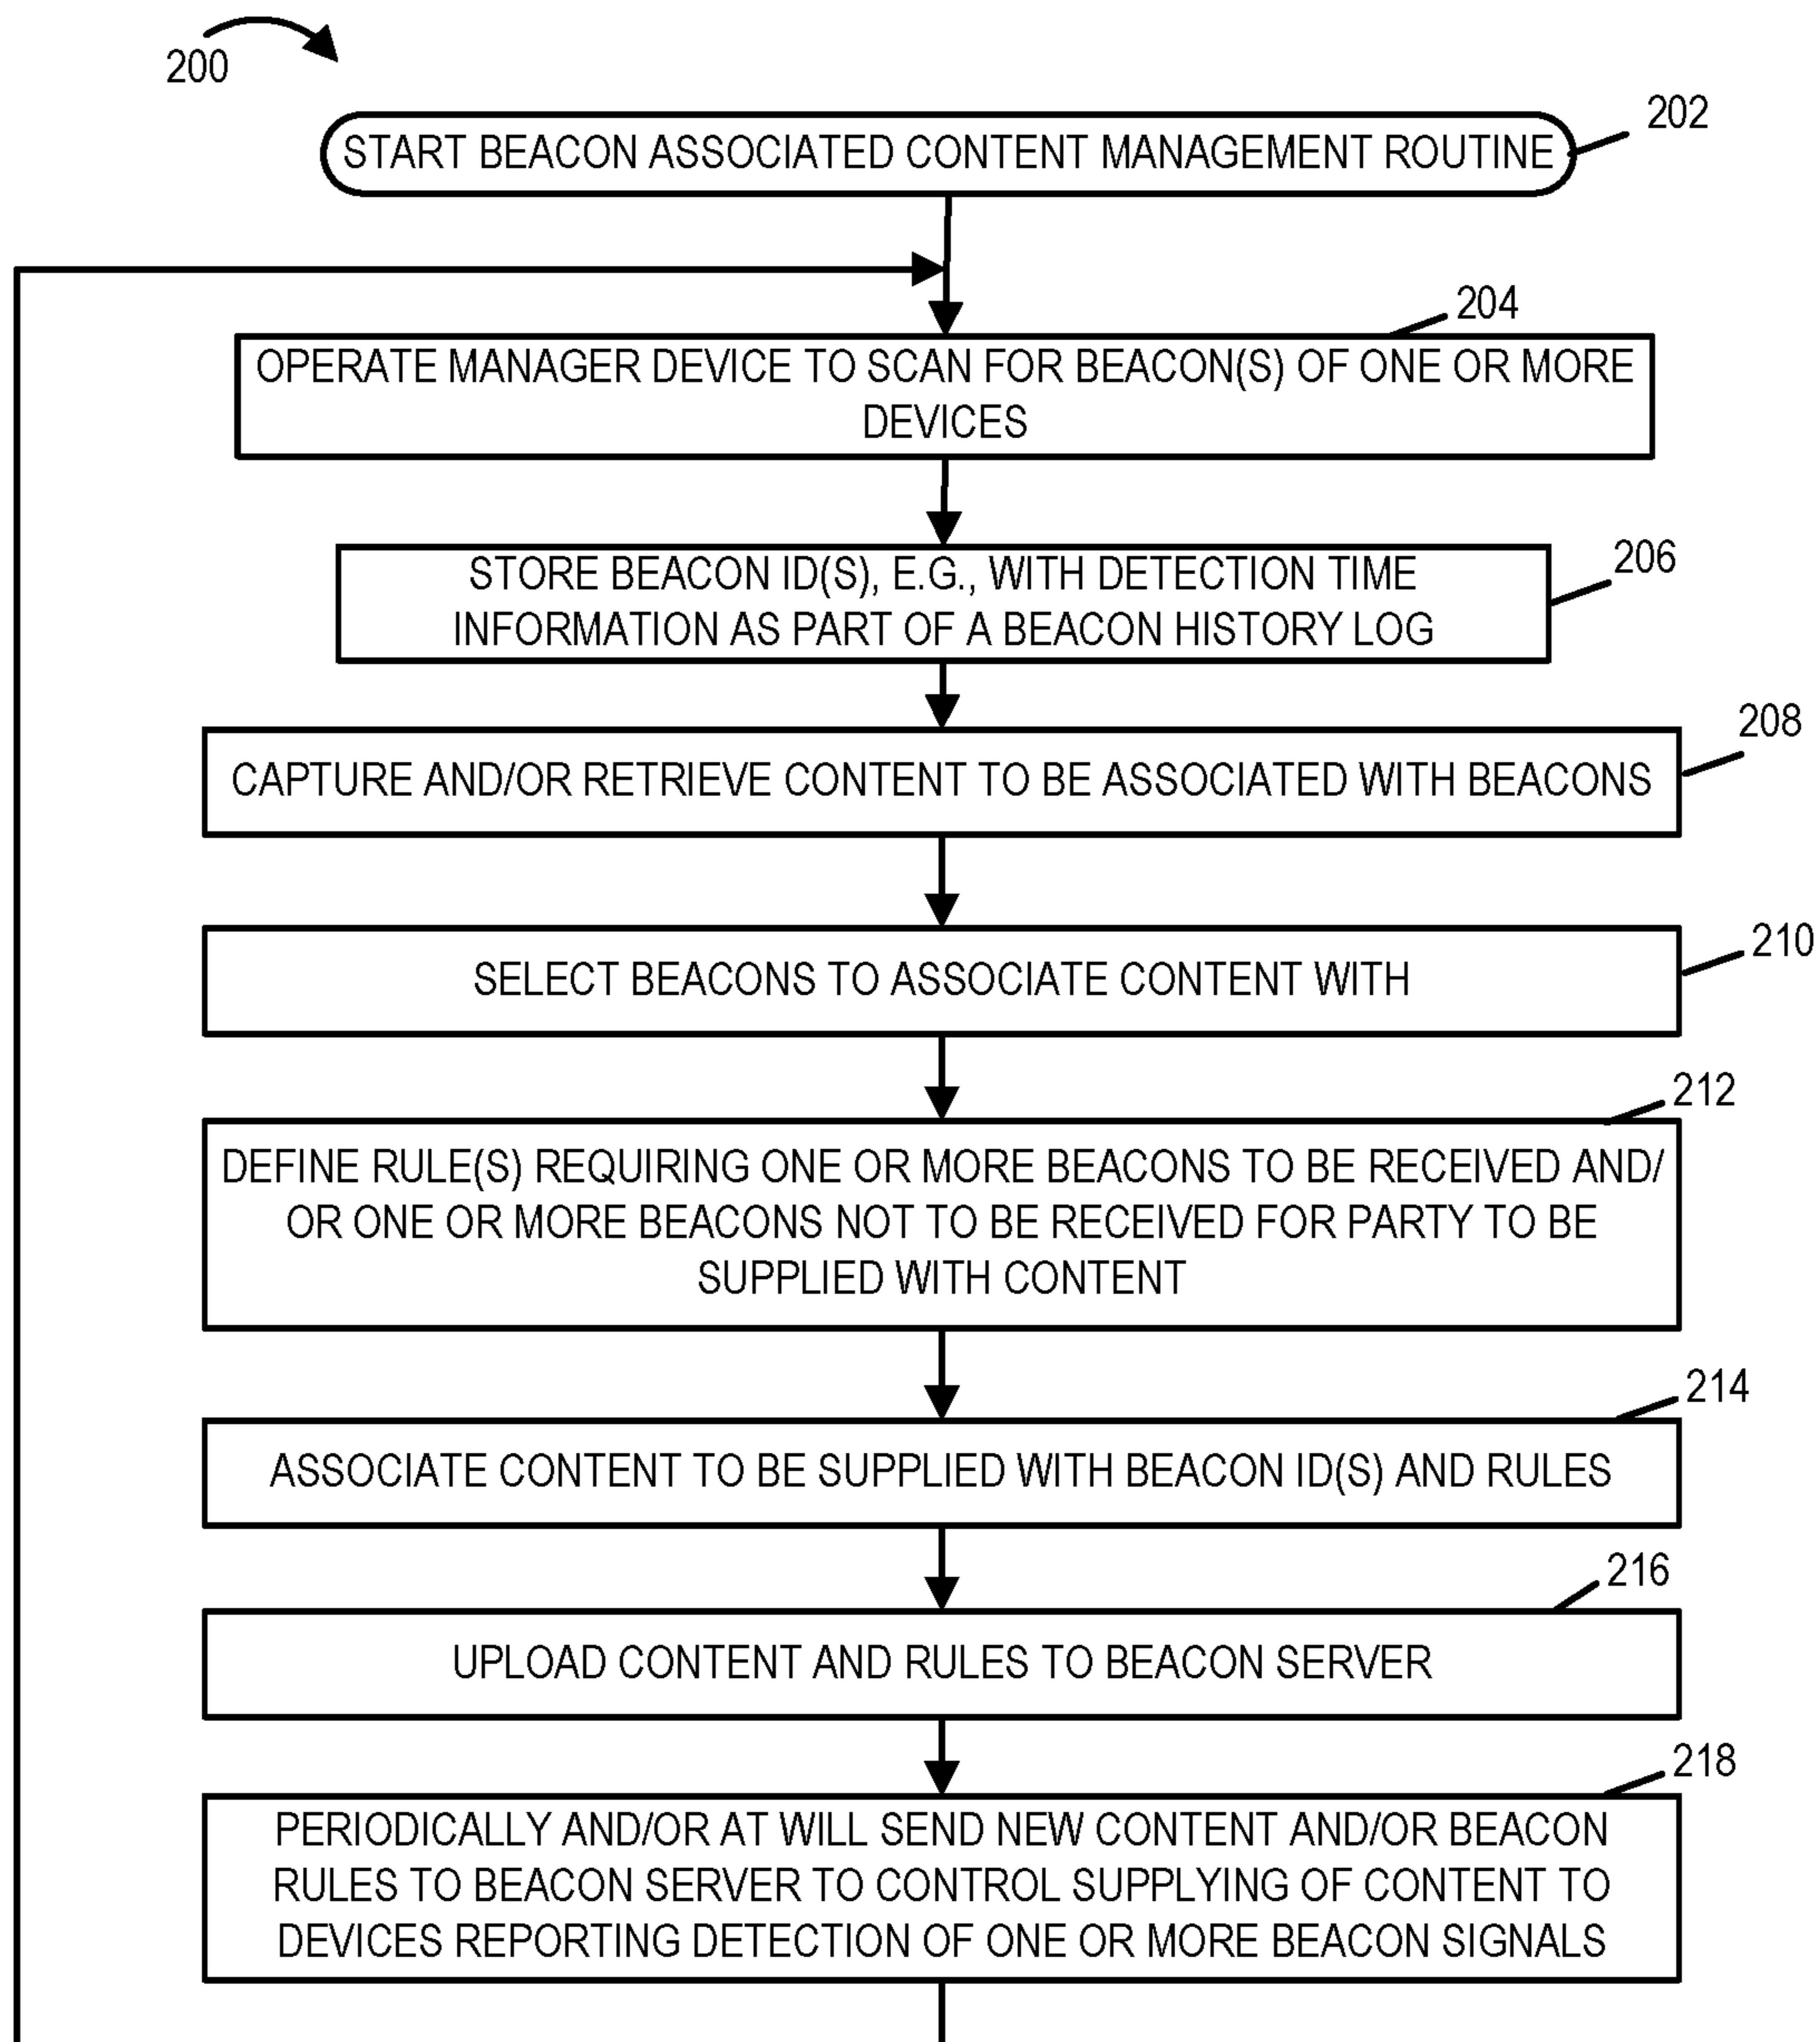 200
START BEACON ASSOCIATED CONTENT MANAGEMENT ROUTINE
202
204
OPERATE MANAGER DEVICE TO SCAN FOR BEACON(S) OF ONE OR MORE
DEVICES
206
STORE BEACON ID(S), E.G., WITH DETECTION TIME
INFORMATION AS PART OF A BEACON HISTORY LOG
208
CAPTURE AND/OR RETRIEVE CONTENT TO BE ASSOCIATED WITH BEACONS
210
SELECT BEACONS TO ASSOCIATE CONTENT WITH
212
DEFINE RULE(S) REQUIRING ONE OR MORE BEACONS TO BE RECEIVED AND/
OR ONE OR MORE BEACONS NOT TO BE RECEIVED FOR PARTY TO BE
SUPPLIED WITH CONTENT
214
ASSOCIATE CONTENT TO BE SUPPLIED WITH BEACON ID(S) AND RULES
216
UPLOAD CONTENT AND RULES TO BEACON SERVER
218
PERIODICALLY AND/OR AT WILL SEND NEW CONTENT AND/OR BEACON
RULES TO BEACON SERVER TO CONTROL SUPPLYING OF CONTENT TO
DEVICES REPORTING DETECTION OF ONE OR MORE BEACON SIGNALS